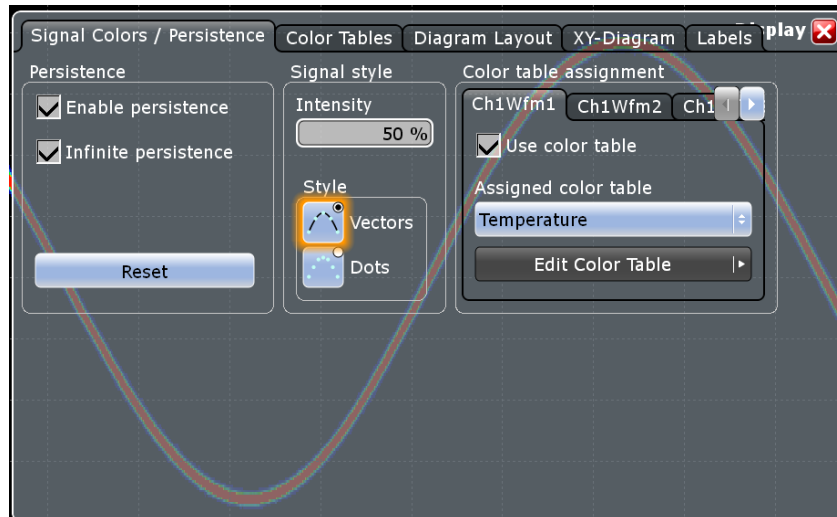 Signal Colors / Persistence
Color Tables
Diagram Layout
XY-Diagram
Labels
play
Persistence
Enable persistence
Infinite persistence
Reset
Signal style
Intensity
50 %
Style
Vectors
Dots
Color table assignment
Ch1Wfm1
Ch1Wfm2
Ch1
Use color table
Assigned color table
Temperature
Edit Color Table